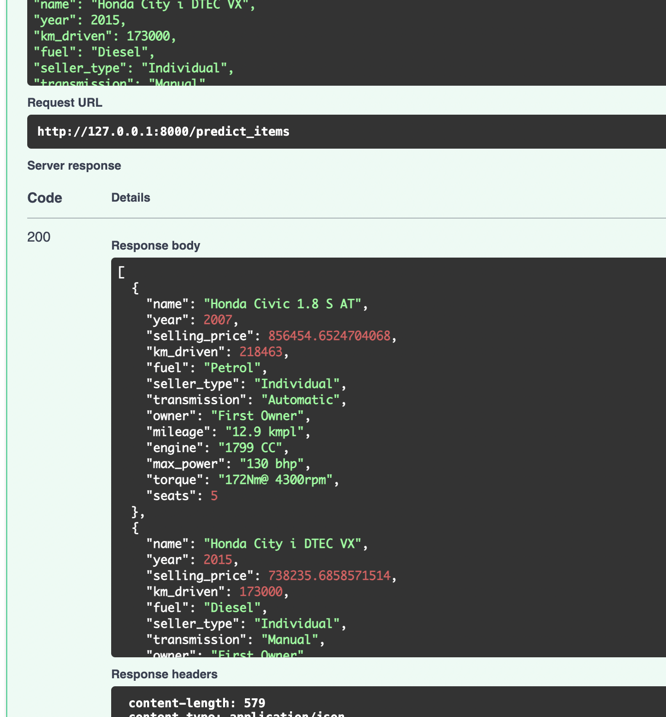 "name": "Honda City i DTEC VX",
"year": 2015,
"km_driven": 173000,
"fuel": "Diesel",
"seller_type": "Individual",
"transmission": "Manual"
Request URL
http://127.0.0.1:8000/predict_items
Server response
Code Details
200
Response body
[
{
"name": "Honda Civic 1.8 S AT",
"year": 2007,
"selling_price": 856454.6524704068,
"km_driven": 218463,
"fuel": "Petrol",
"seller_type": "Individual",
"transmission": "Automatic",
"owner": "First Owner",
"mileage": "12.9 kmpl",
"engine": "1799 CC",
"max_power": "130 bhp",
"torque": "172Nm@ 4300rpm",
"seats": 5
},
{
"name": "Honda City i DTEC VX",
"year": 2015,
"selling_price": 738235.6858571514,
"km_driven": 173000,
"fuel": "Diesel",
"seller_type": "Individual",
"transmission": "Manual",
"owner": "First Owner"
Response headers
content-length: 579
content-type: application/json